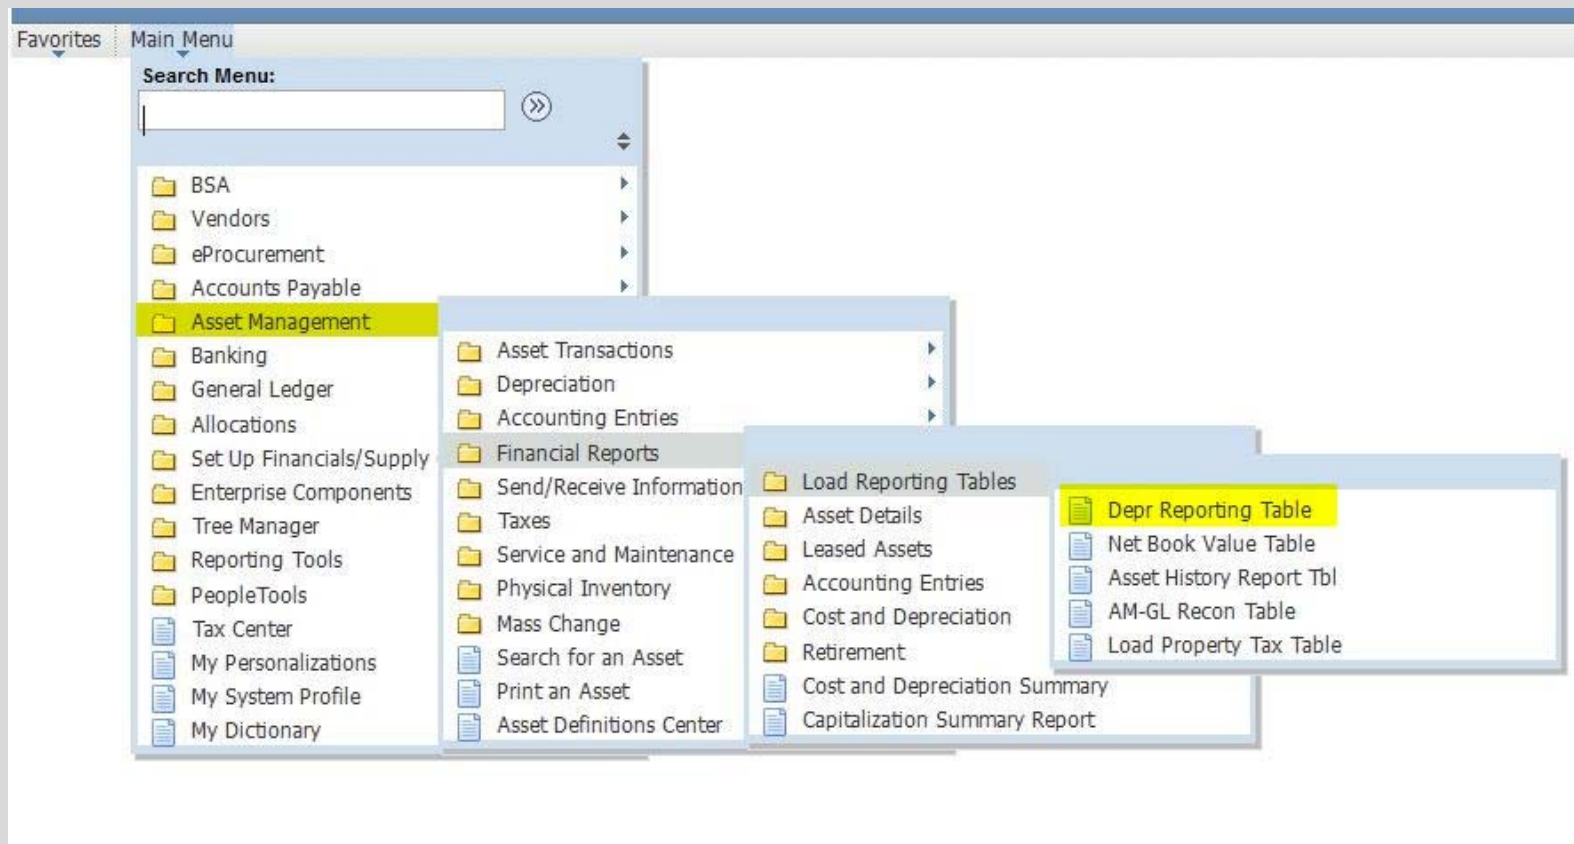 Favorites
Main Menu
Search Menu:
BSA
Vendors
eProcurement
Accounts Payable
Asset Management
Banking
General Ledger
Allocations
Set Up Financials/Supply
Enterprise Components
Tree Manager
Reporting Tools
PeopleTools
Tax Center
My Personalizations
My System Profile
My Dictionary
Asset Transactions
Depreciation
Accounting Entries
Financial Reports
Send/Receive Information
Taxes
Service and Maintenance
Physical Inventory
Mass Change
Search for an Asset
Print an Asset
Asset Definitions Center
Load Reporting Tables
Asset Details
Leased Assets
Accounting Entries
Cost and Depreciation
Retirement
Cost and Depreciation Summary
Capitalization Summary Report
Depr Reporting Table
Net Book Value Table
Asset History Report Tbl
AM-GL Recon Table
Load Property Tax Table